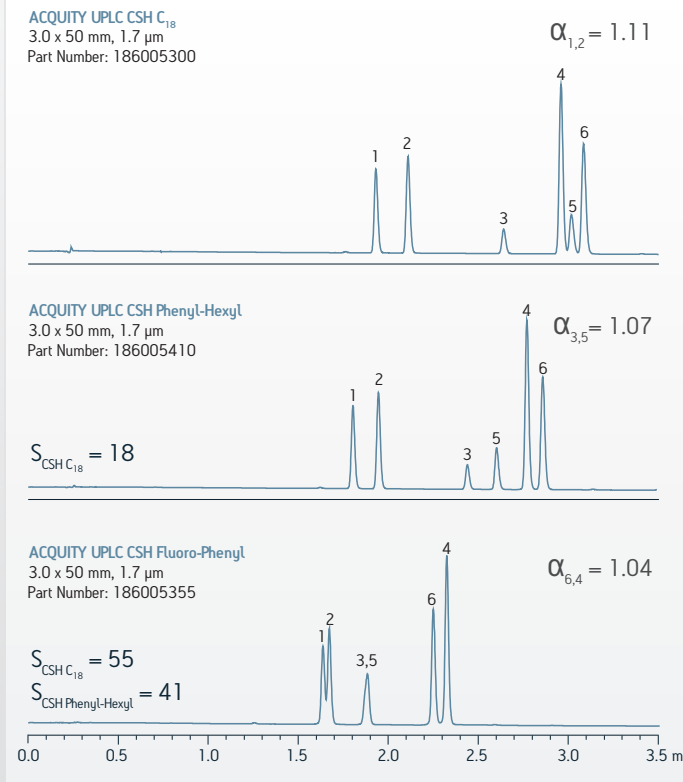 ACQUITY UPLC CSH C18
3.0 x 50 mm, 1.7 µm
Part Number: 186005300
α1,2 = 1.11
1
2
3
4
5
6
ACQUITY UPLC CSH Phenyl-Hexyl
3.0 x 50 mm, 1.7 µm
Part Number: 186005410
α3,5 = 1.07
SCSH C18 = 18
1
2
3
5
4
6
ACQUITY UPLC CSH Fluoro-Phenyl
3.0 x 50 mm, 1.7 µm
Part Number: 186005355
α6,4 = 1.04
SCSH C18 = 55
SCSH Phenyl-Hexyl = 41
1
2
3,5
6
4
0.0 0.5 1.0 1.5 2.0 2.5 3.0 3.5 m